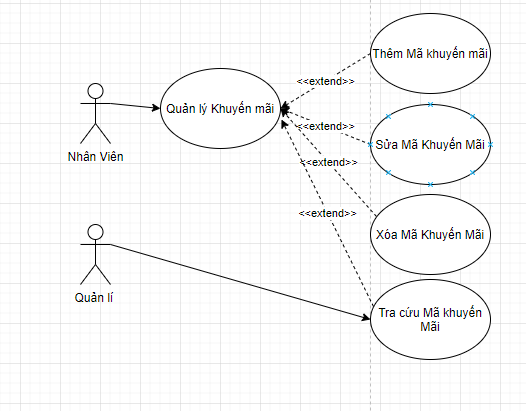 Thêm Mã khuyến mãi
<<extend>>
Quản lý Khuyến mãi
<<extend>>
Sửa Mã Khuyến Mãi
Nhân Viên
<<extend>>
<<extend>>
Xóa Mã Khuyến Mãi
Quản lí
Tra cứu Mã khuyến
Mãi